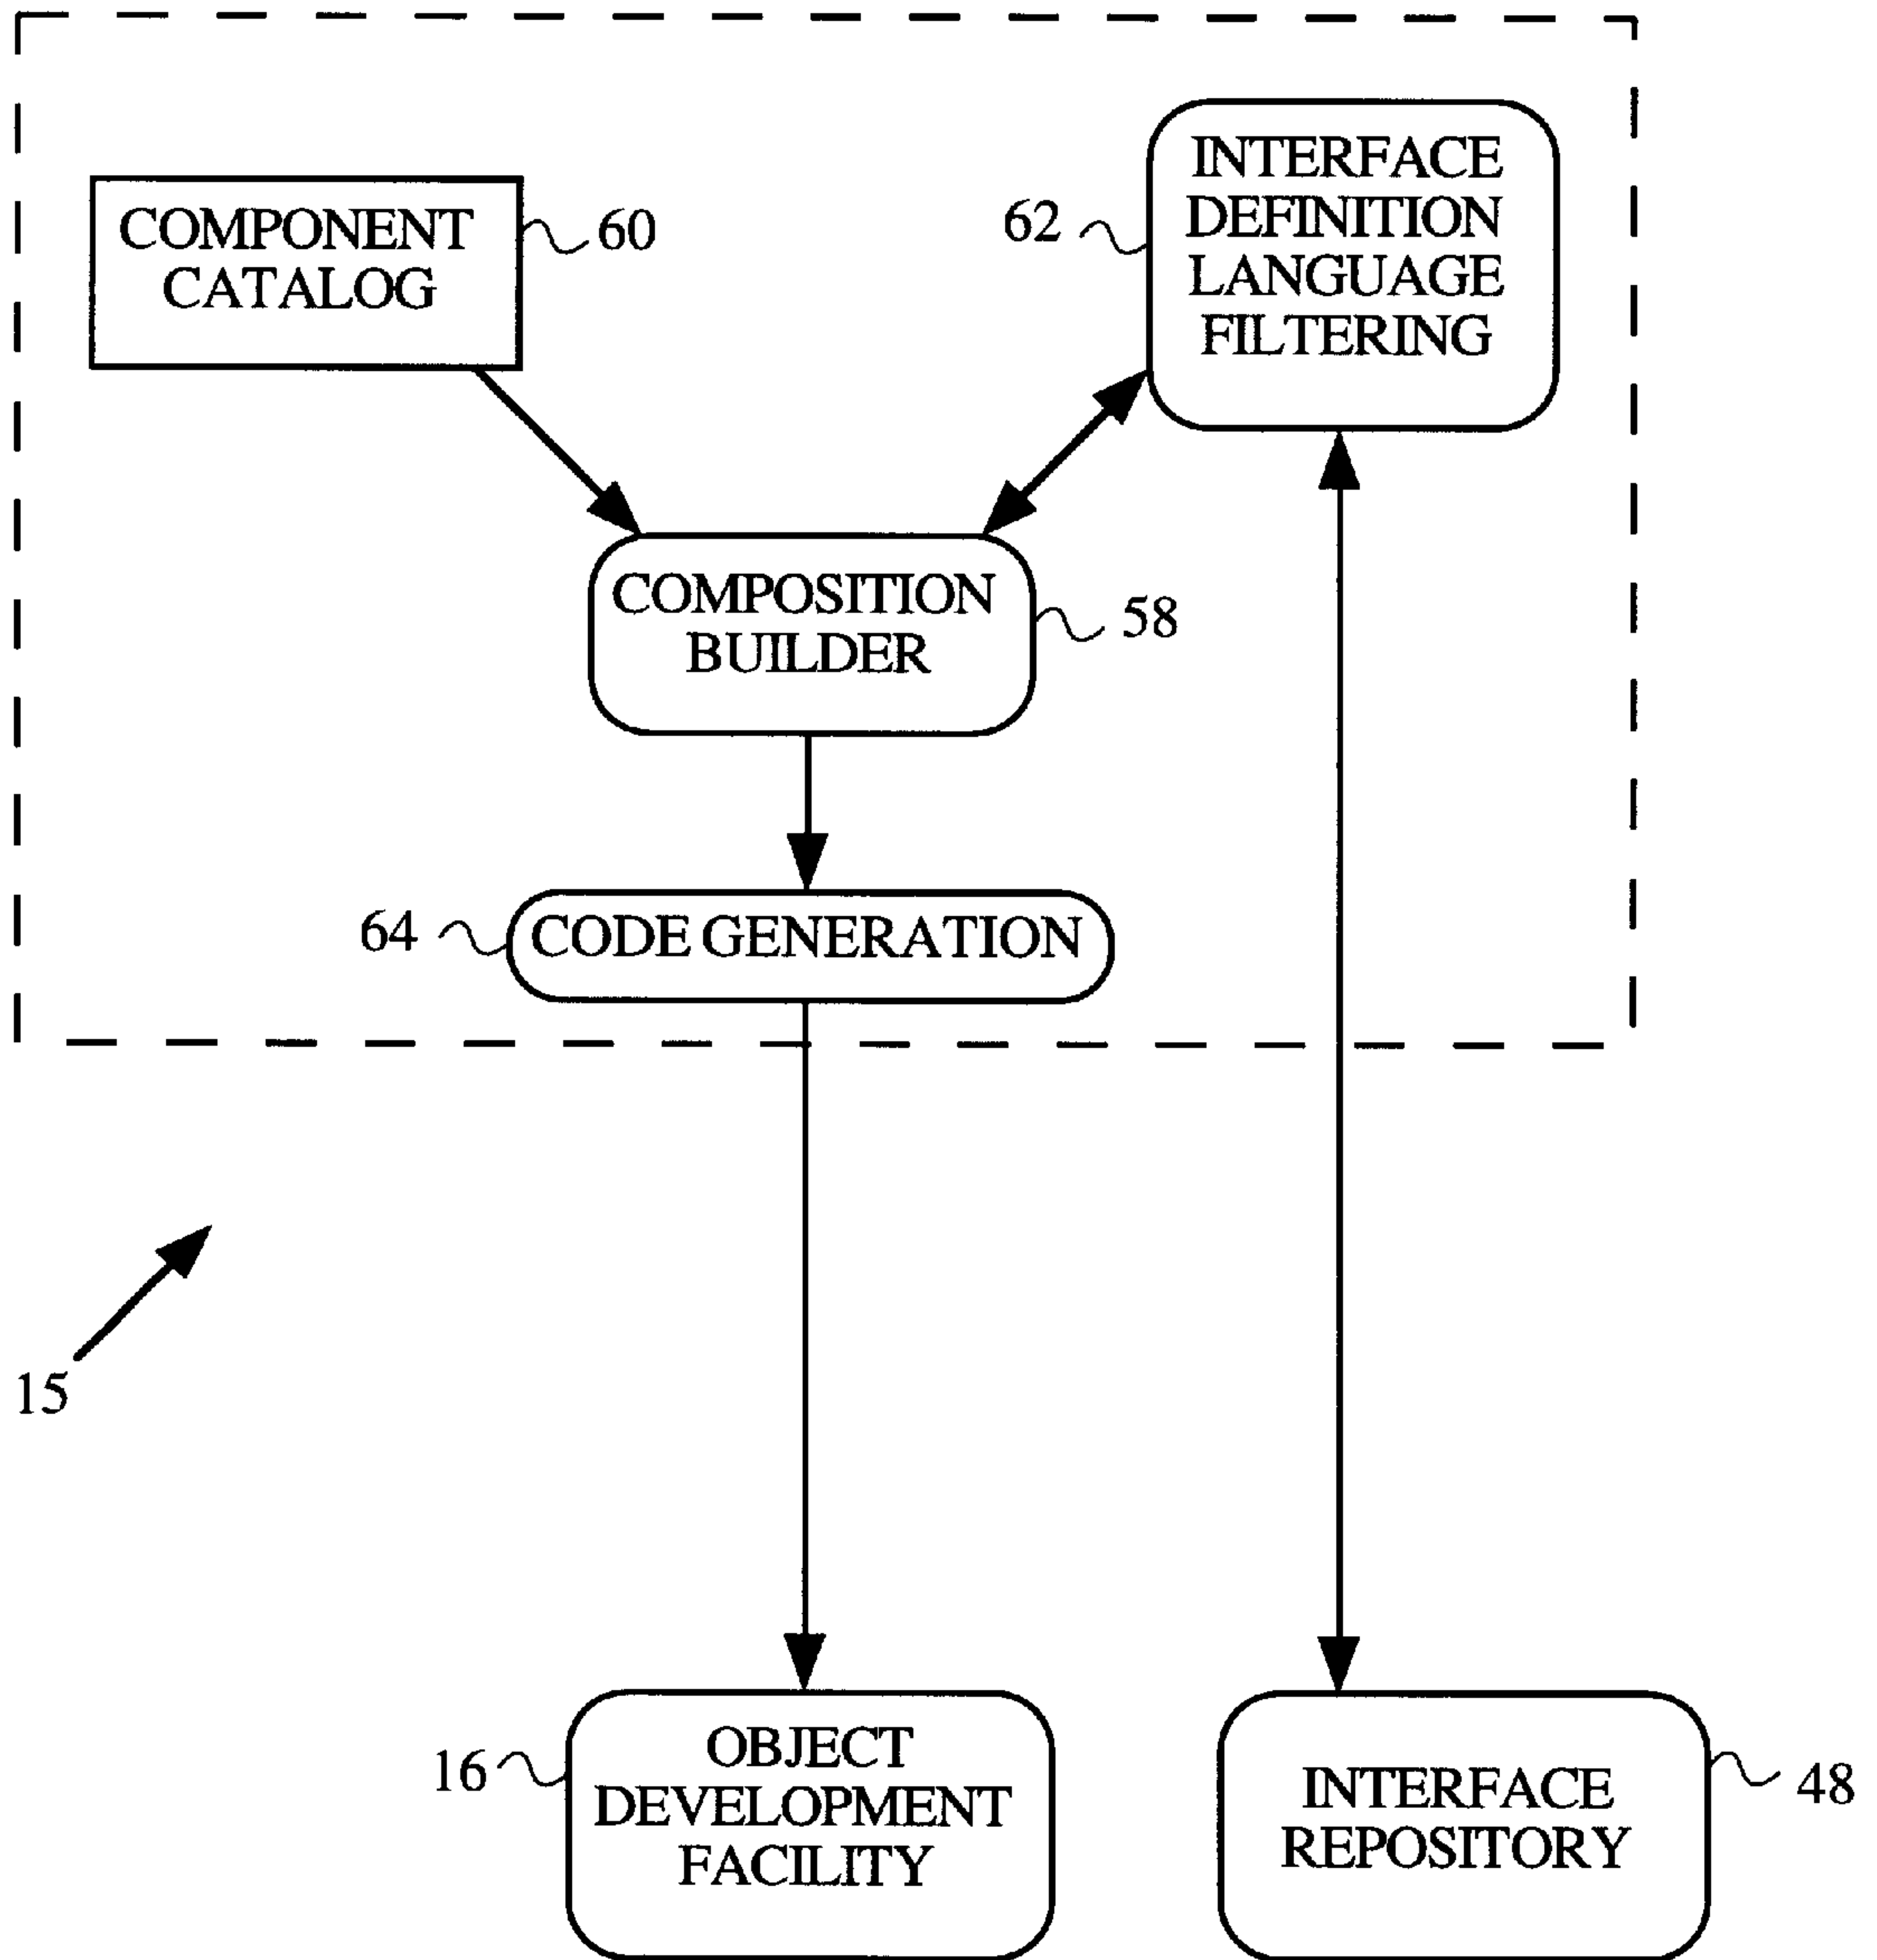 INTERFACE
DEFINITION
LANGUAGE
FILTERING
62
COMPONENT
CATALOG
60
COMPOSITION
BUILDER
58
64
CODE GENERATION
15
16
OBJECT
DEVELOPMENT
FACILITY
INTERFACE
REPOSITORY
48